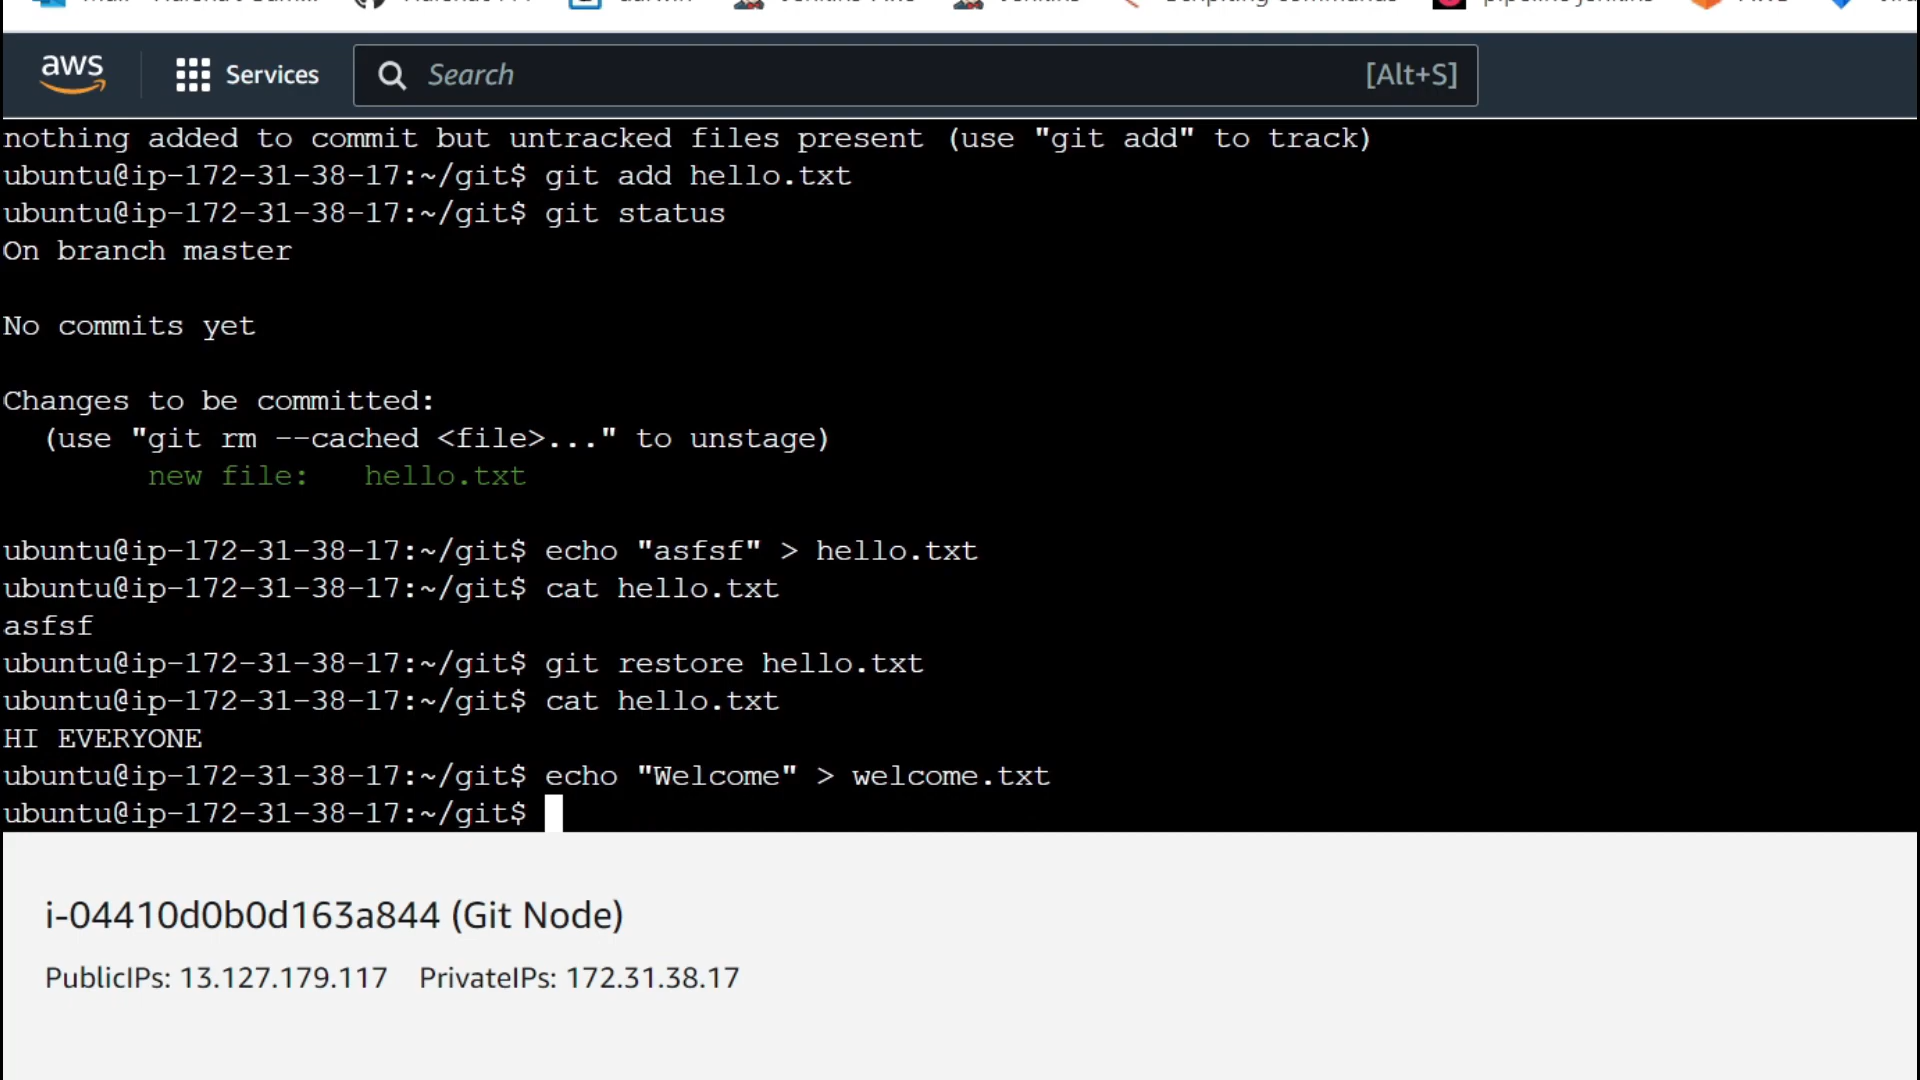 aws Services Search [Alt+S]
nothing added to commit but untracked files present (use "git add" to track)
ubuntu@ip-172-31-38-17:~/git$ git add hello.txt
ubuntu@ip-172-31-38-17:~/git$ git status
On branch master
No commits yet
Changes to be committed:
(use "git rm --cached <file>..." to unstage)
new file: hello.txt
ubuntu@ip-172-31-38-17:~/git$ echo "asfsf" > hello.txt
ubuntu@ip-172-31-38-17:~/git$ cat hello.txt
asfsf
ubuntu@ip-172-31-38-17:~/git$ git restore hello.txt
ubuntu@ip-172-31-38-17:~/git$ cat hello.txt
HI EVERYONE
ubuntu@ip-172-31-38-17:~/git$ echo "Welcome" > welcome.txt
ubuntu@ip-172-31-38-17:~/git$
i-04410d0b0d163a844 (Git Node)
PublicIPs: 13.127.179.117 PrivateIPs: 172.31.38.17